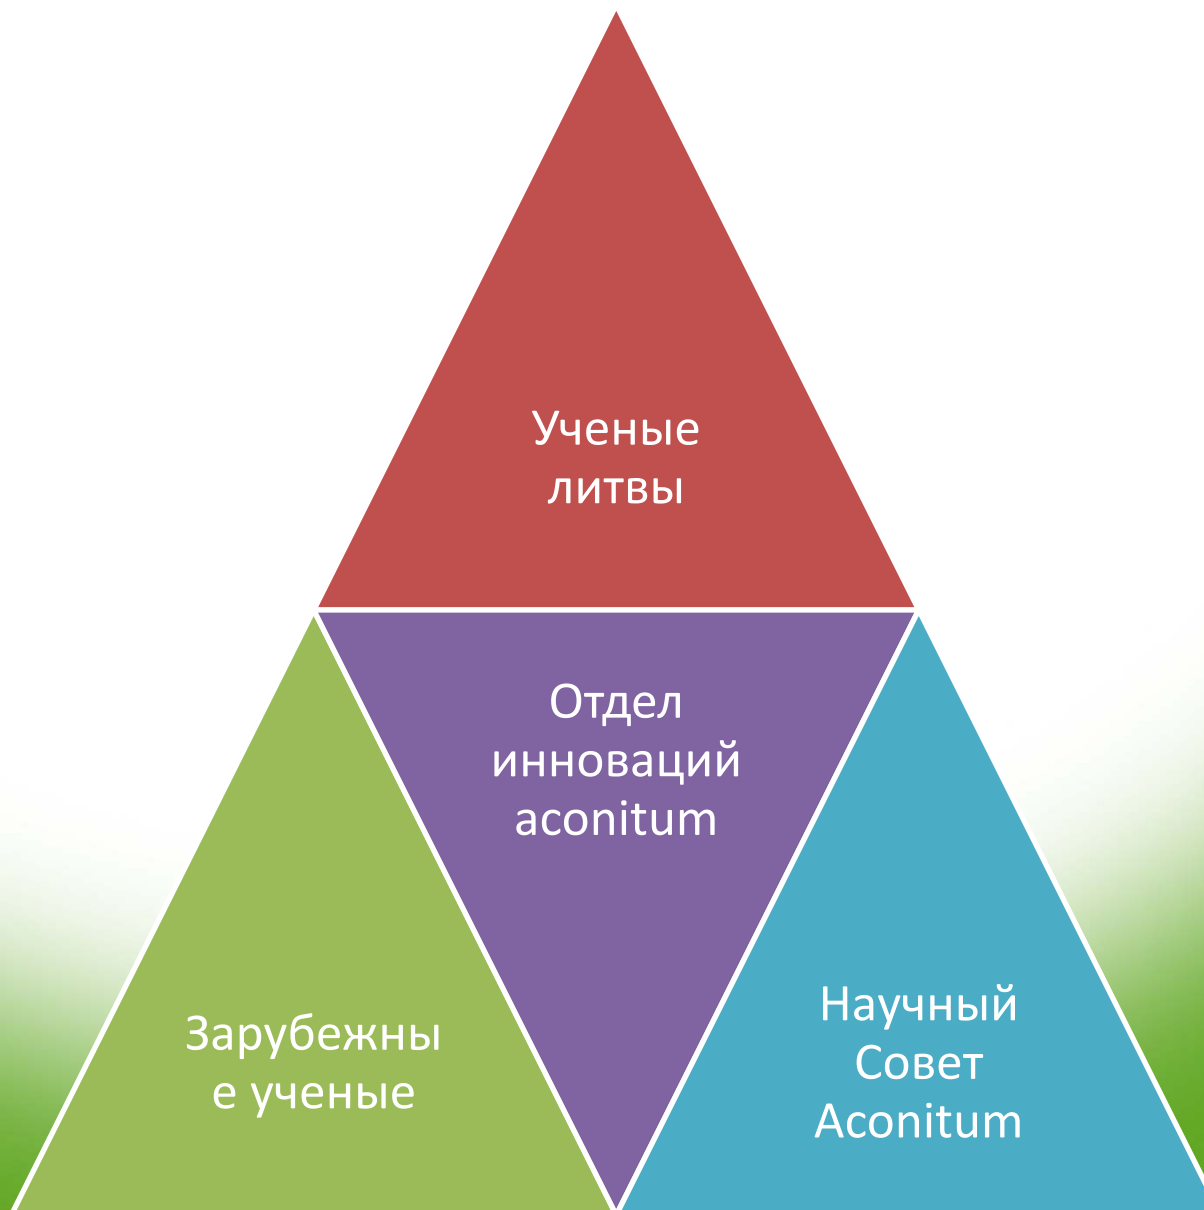 Ученые
литвы
Отдел
инноваций
aconitum
Зарубежны
е ученые
Научный
Совет
Aconitum